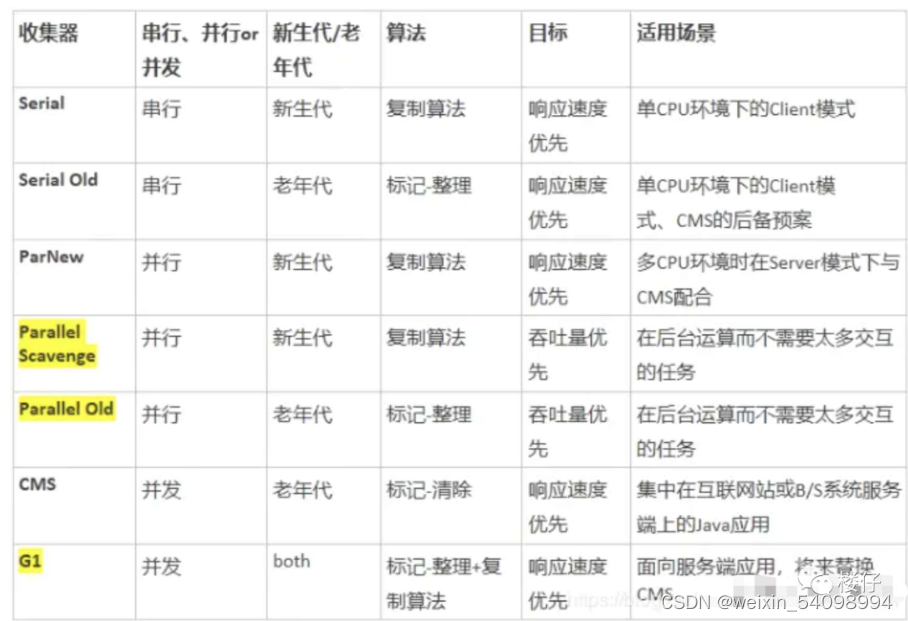 收集器 串行、并行or 新生代/老 算法 目标 适用场景
并发 年代
Serial 串行 新生代 复制算法 响应速度 单CPU环境下的Client模式
优先
Serial Old 串行 老年代 标记-整理 响应速度 单CPU环境下的Client模
优先 式、CMS的后备预案
ParNew 并行 新生代 复制算法 响应速度 多CPU环境时在Server模式下与
优先 CMS配合
Parallel 并行 新生代 复制算法 吞吐量优 在后台运算而不需要太多交互
Scavenge 先 的任务
Parallel Old 并行 老年代 标记-整理 吞吐量优 在后台运算而不需要太多交互
先 的任务
CMS 并发 老年代 标记-清除 响应速度 集中在互联网站或B/S系统服务
优先 端上的Java应用
G1 并发 both 标记-整理+复 响应速度 面向服务端应用，将来替换
制算法 优先 CMS
楼仔
CSDN @weixin_54098994